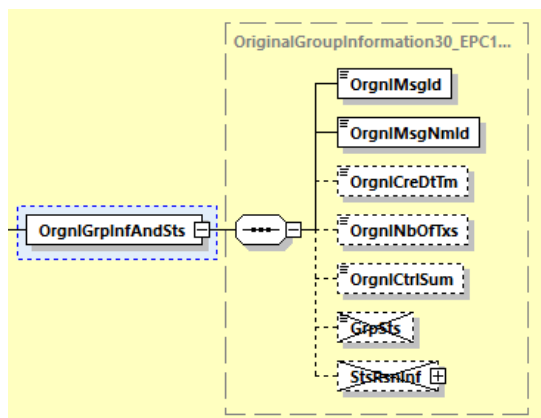 OriginalGroupInformation30_EPC1...
OrgnlMsgId
OrgnlMsgNmId
OrgnlCreDtTm
OrgnlGrpInfAndSts
OrgnlNbOfTxs
OrgnlCtrlSum
GrpSts
StsRsnInf